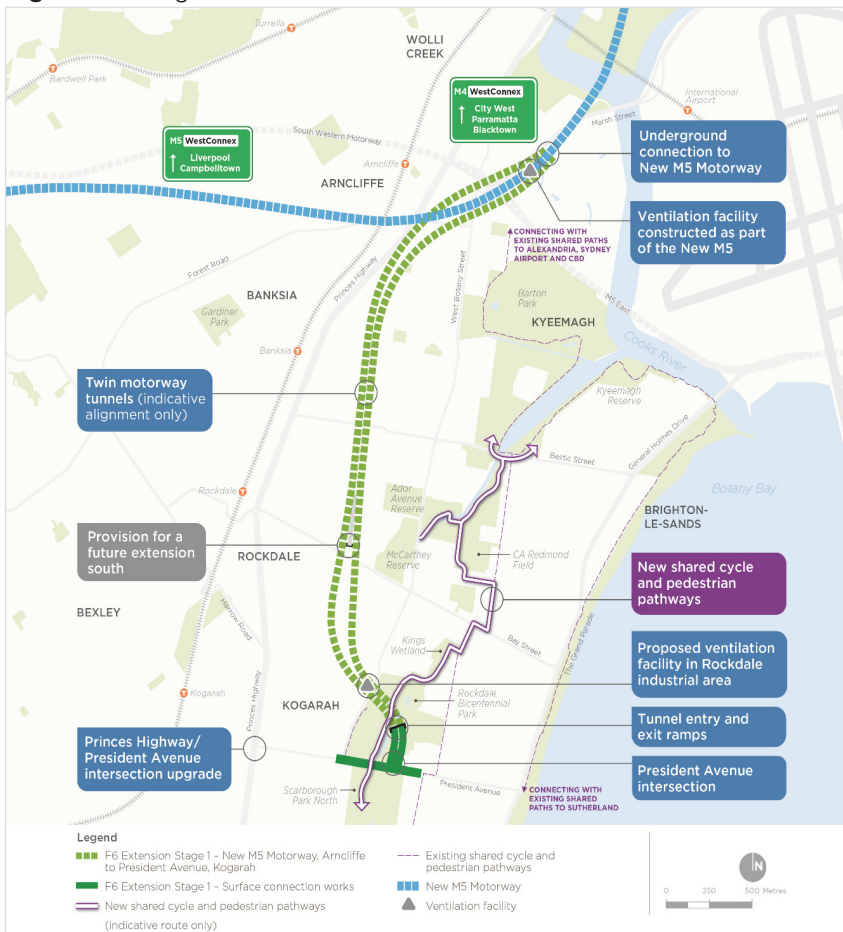 Turrella
WOLLI
CREEK
Bardwell Park
M4 WestConnex
City West
Parramatta
Blacktown
International
Airport
Marsh Street
M5 WestConnex
Liverpool
Campbelltown
South Western Motorway
Arncliffe
ARNCLIFFE
Underground
connection to
New M5 Motorway
Ventilation facility
constructed as part
of the New M5
CONNECTING WITH
EXISTING SHARED PATHS
TO ALEXANDRIA, SYDNEY
AIRPORT AND CBD
Forest Road
Princes Highway
West Botany Street
BANKSIA
Gardiner
Park
Barton
Park
M5 East
KYEEMAGH
Cooks River
Banksia
Twin motorway
tunnels (indicative
alignment only)
Kyeemagh
Reserve
General Holmes Drive
Bestic Street
Botany Bay
Rockdale
Ador
Avenue
Reserve
BRIGHTON-
LE-SANDS
Provision for a
future extension
south
ROCKDALE
McCarthey
Reserve
CA Redmond
Field
New shared cycle
and pedestrian
pathways
BEXLEY
Harrow Road
Princes Highway
Kings
Wetland
Bay Street
The Grand Parade
Proposed ventilation
facility in Rockdale
industrial area
Kogarah
KOGARAH
Rockdale
Bicentennial
Park
Tunnel entry and
exit ramps
Princes Highway/
President Avenue
intersection upgrade
President Avenue
intersection
Scarborough
Park North
President Avenue
CONNECTING WITH
EXISTING SHARED
PATHS TO SUTHERLAND
Legend
F6 Extension Stage 1 – New M5 Motorway, Arncliffe
to President Avenue, Kogarah
F6 Extension Stage 1 – Surface connection works
New shared cycle and pedestrian pathways
(indicative route only)
Existing shared cycle and
pedestrian pathways
New M5 Motorway
Ventilation facility
N
0 250 500 Metres